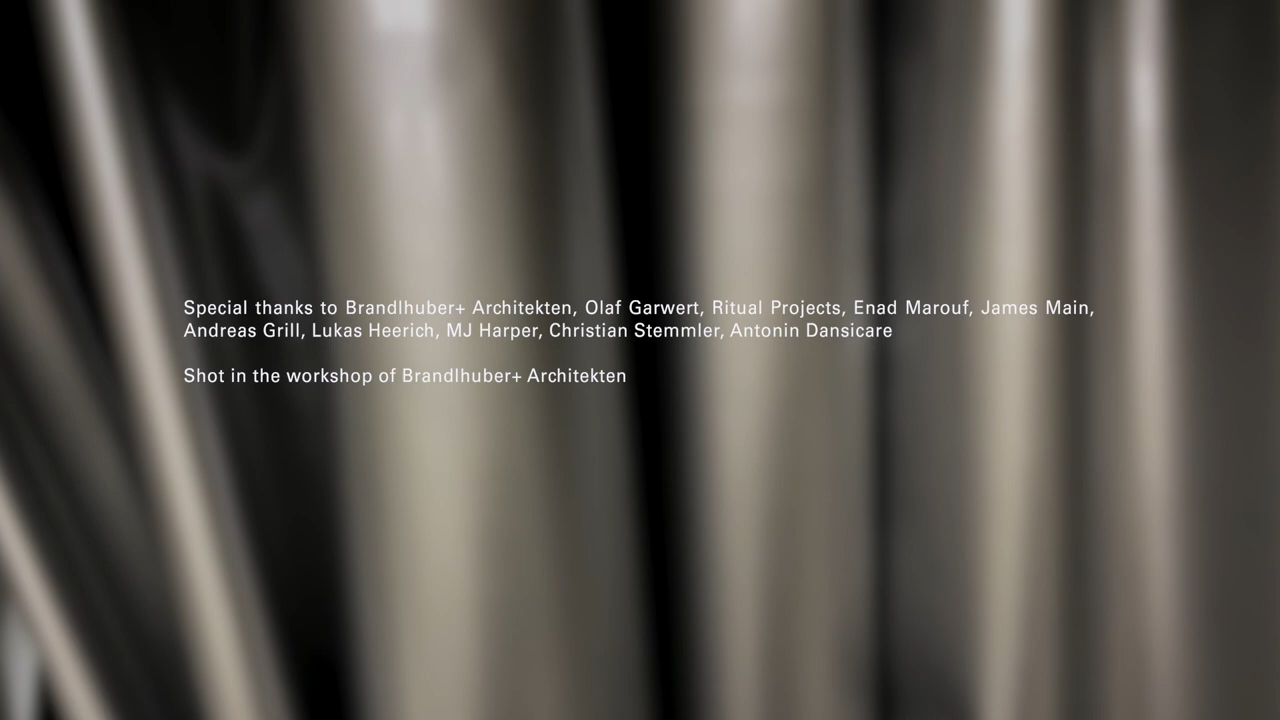 Special thanks to Brandlhuber+ Architekten, Olaf Garwert, Ritual Projects, Enad Marouf, James Main,
Andreas Grill, Lukas Heerich, MJ Harper, Christian Stemmler, Antonin Dansicare
Shot in the workshop of Brandlhuber+ Architekten